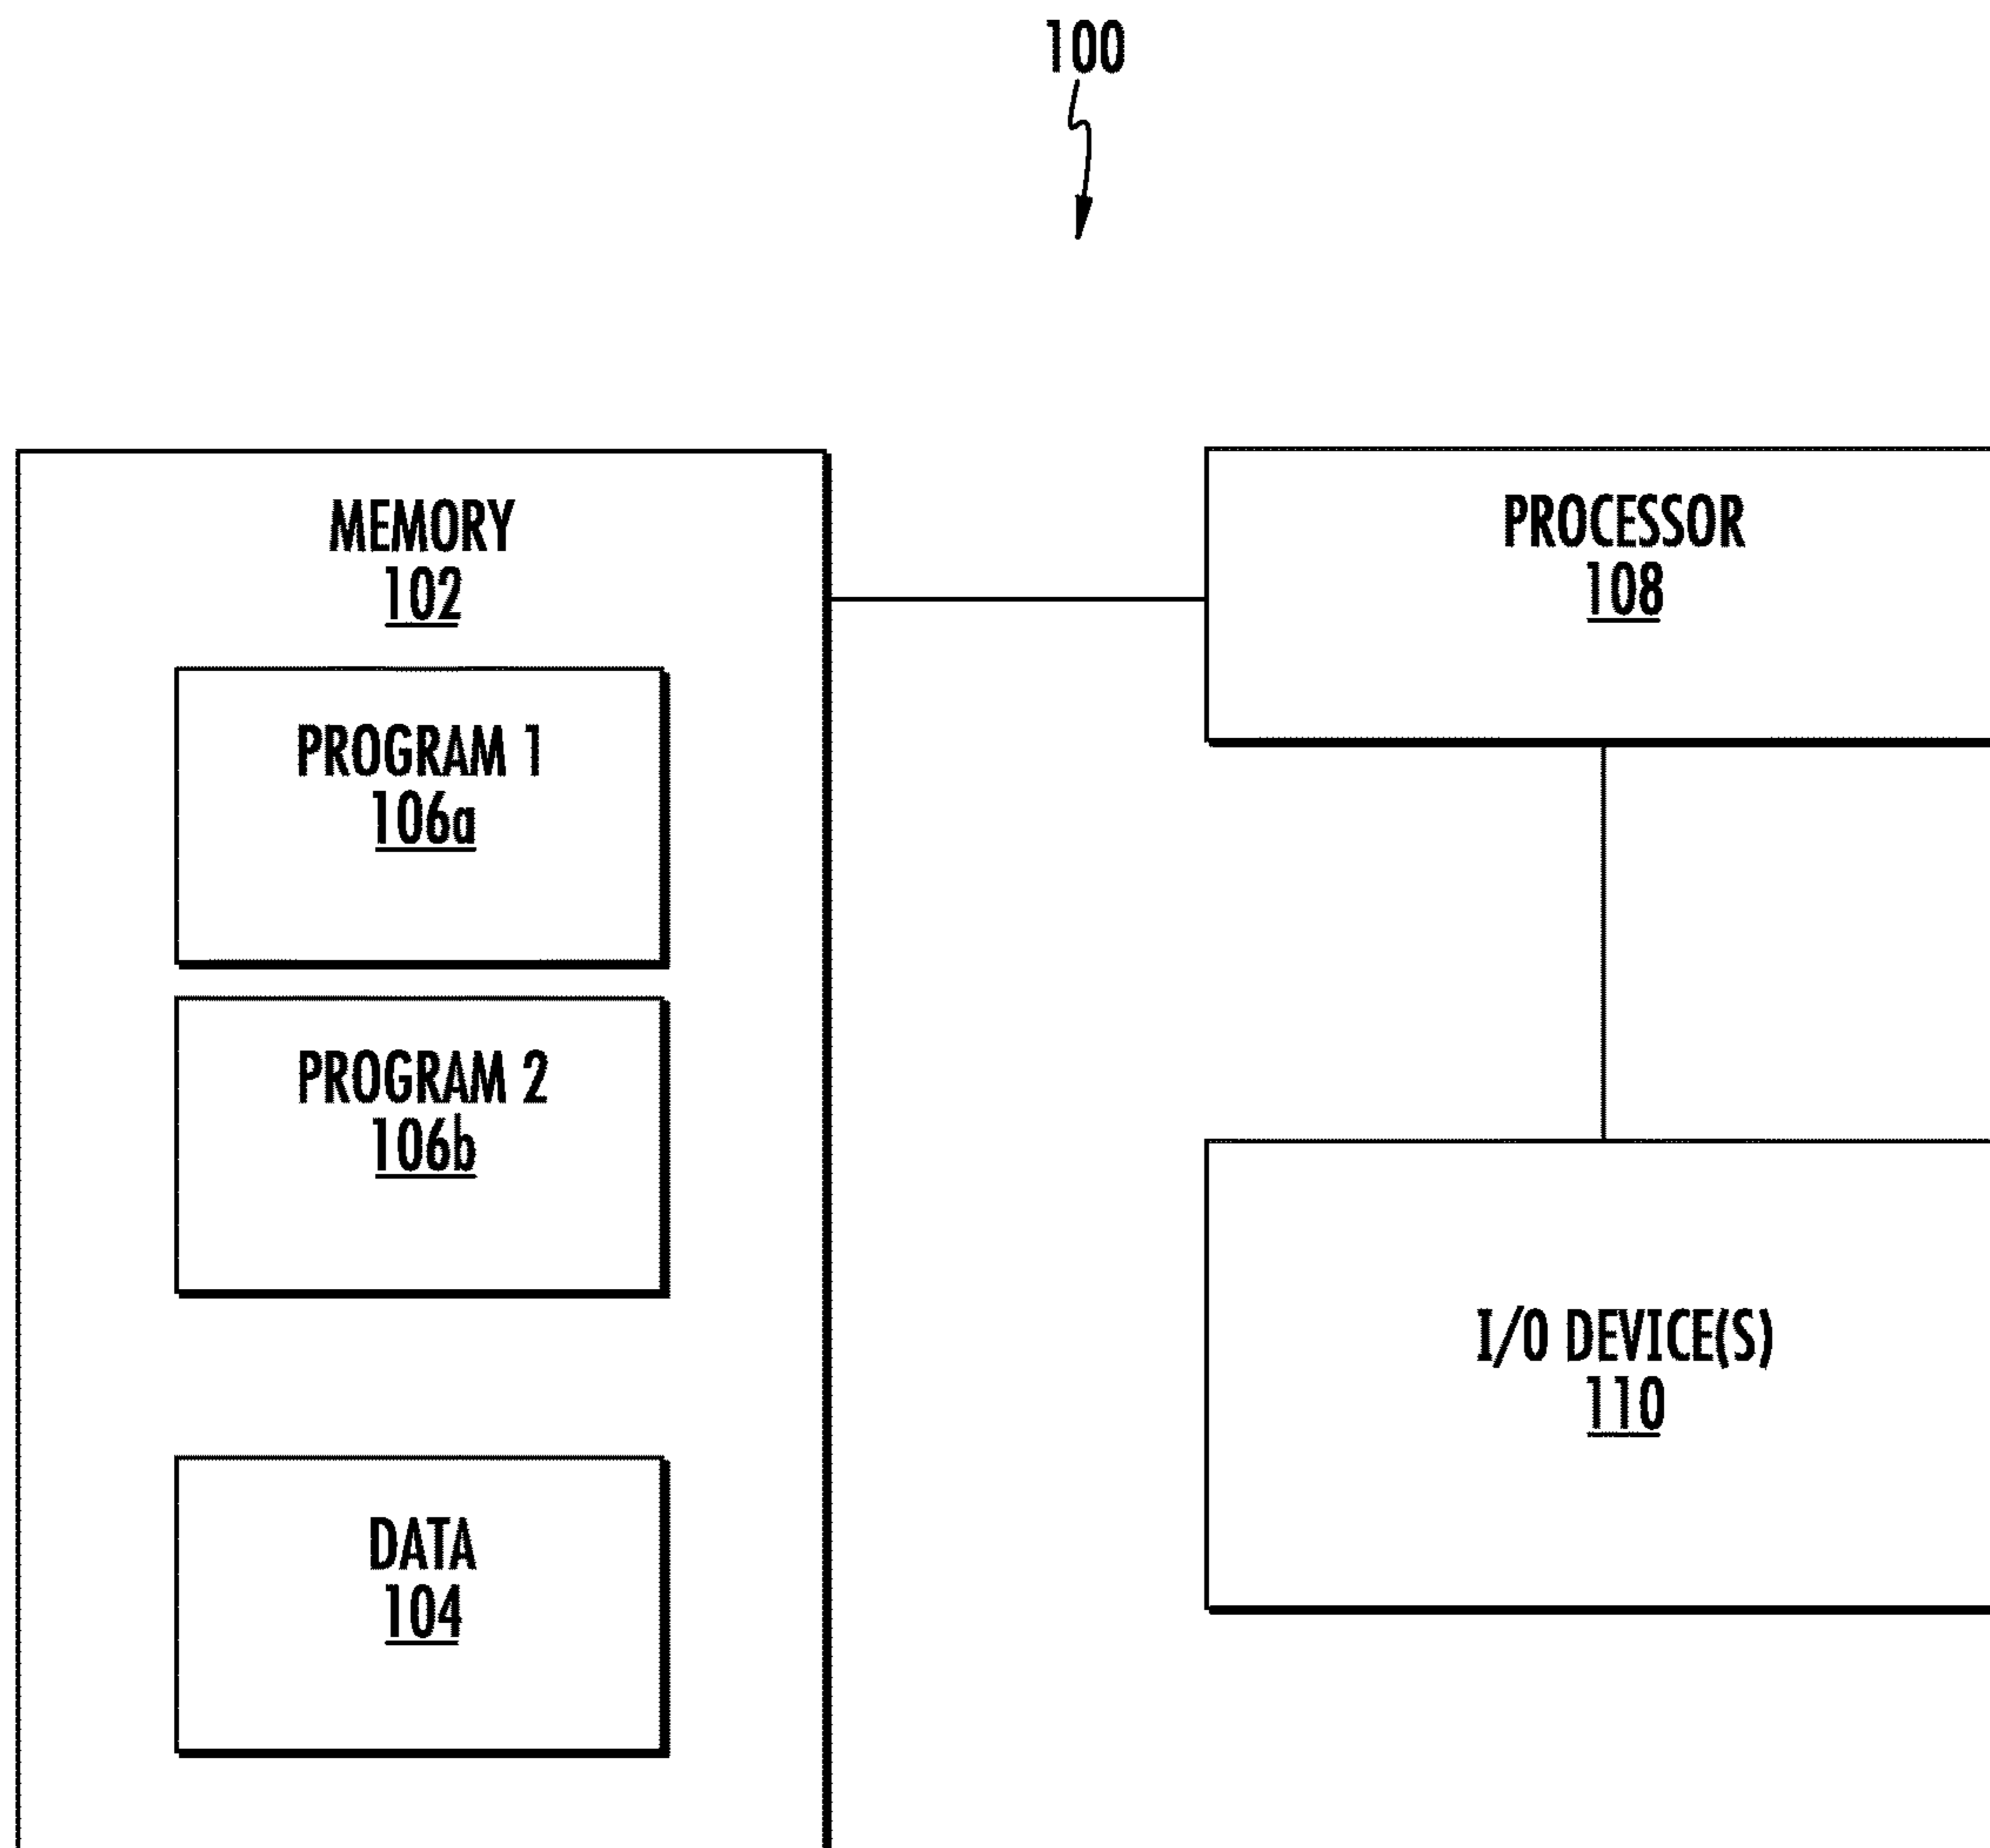 100
MEMORY
102
PROGRAM 1
106a
PROGRAM 2
106b
DATA
104
PROCESSOR
108
I/O DEVICE(S)
110